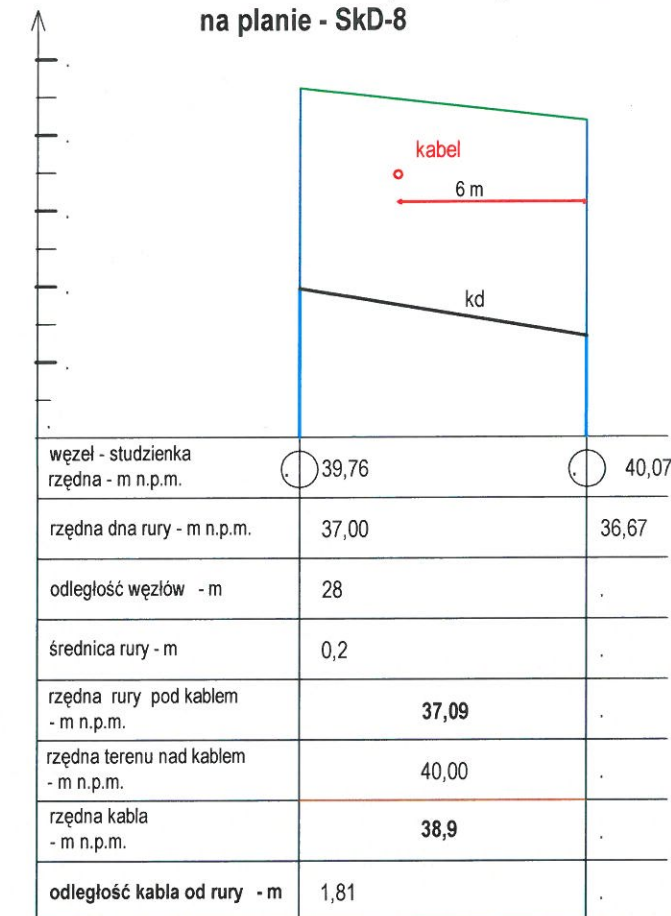 na planie - SkD-8
kabel
6 m
kd
węzeł - studzienka
rzędna - m n.p.m.
39,76
40,07
rzędna dna rury - m n.p.m.
37,00
36,67
odległość węzłów - m
28
średnica rury - m
0,2
rzędna rury pod kablem
- m n.p.m.
37,09
rzędna terenu nad kablem
- m n.p.m.
40,00
rzędna kabla
- m n.p.m.
38,9
odległość kabla od rury - m
1,81